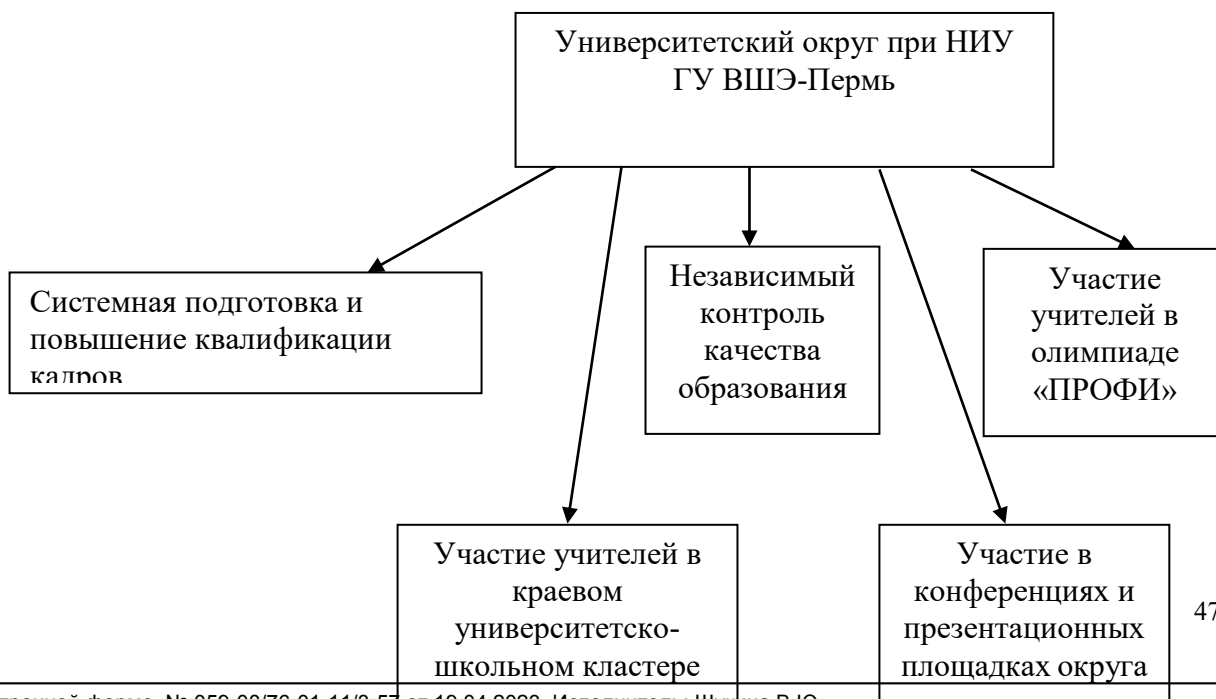 Университетский округ при НИУ
ГУ ВШЭ-Пермь
Системная подготовка и
повышение квалификации
кадров
Независимый
контроль
качества
образования
Участие
учителей в
олимпиаде
«ПРОФИ»
Участие учителей в
краевом
университетско-
школьном кластере
Участие в
конференциях и
презентационных
площадках округа
47